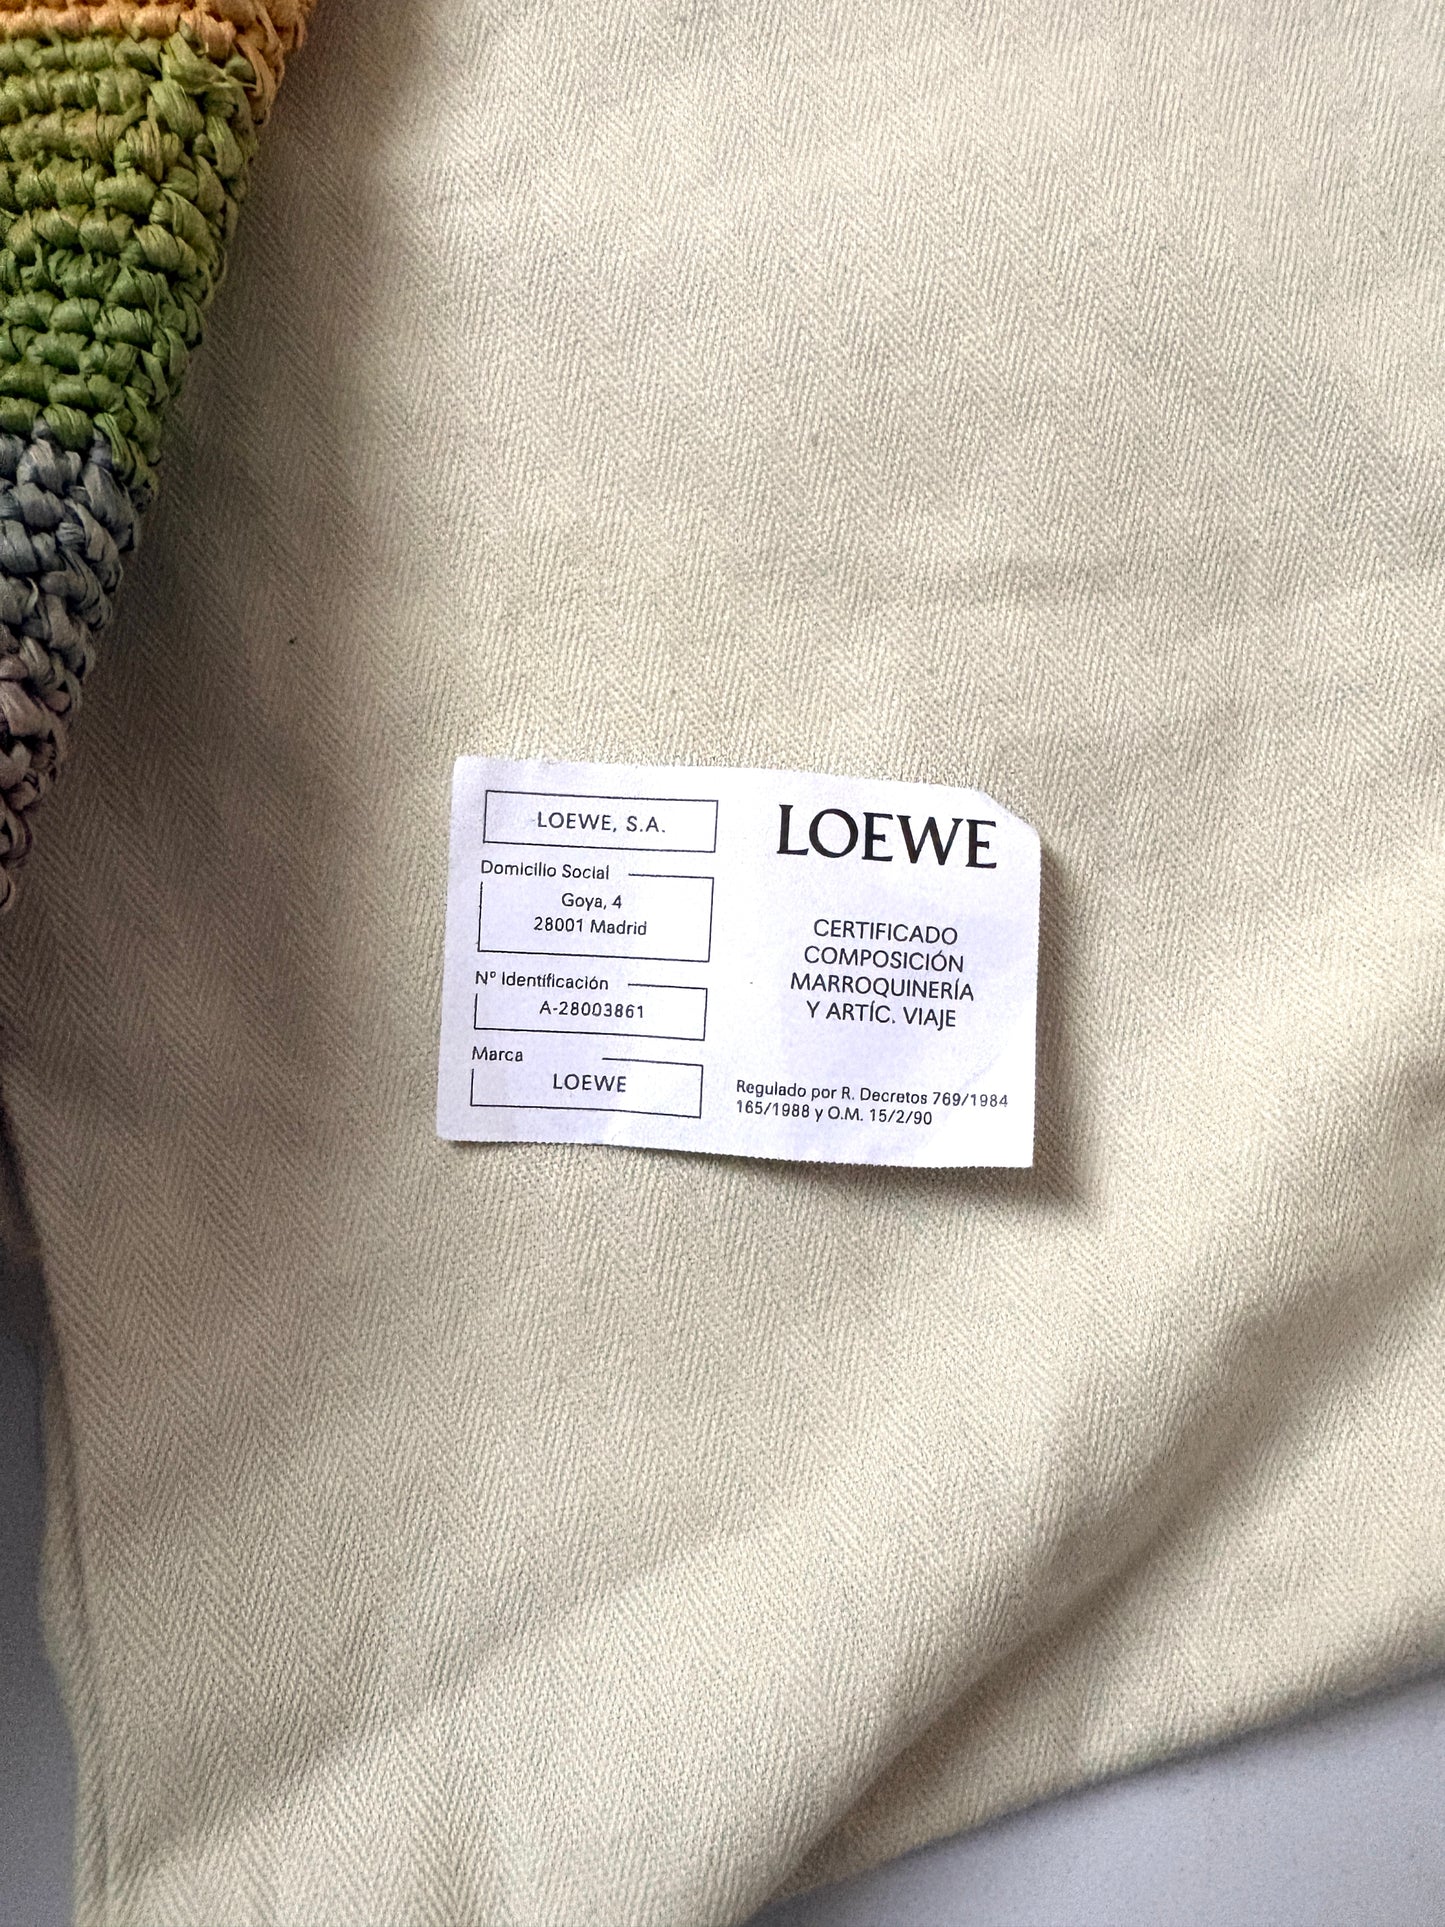 LOEWE, S.A.
Domicilio Social
Goya, 4
28001 Madrid
Nº Identificación
A-28003861
Marca
LOEWE
LOEWE
CERTIFICADO
COMPOSICIÓN
MARROQUINERÍA
Y ARTÍC. VIAJE
Regulado por R. Decretos 769/1984
165/1988 y O.M. 15/2/90